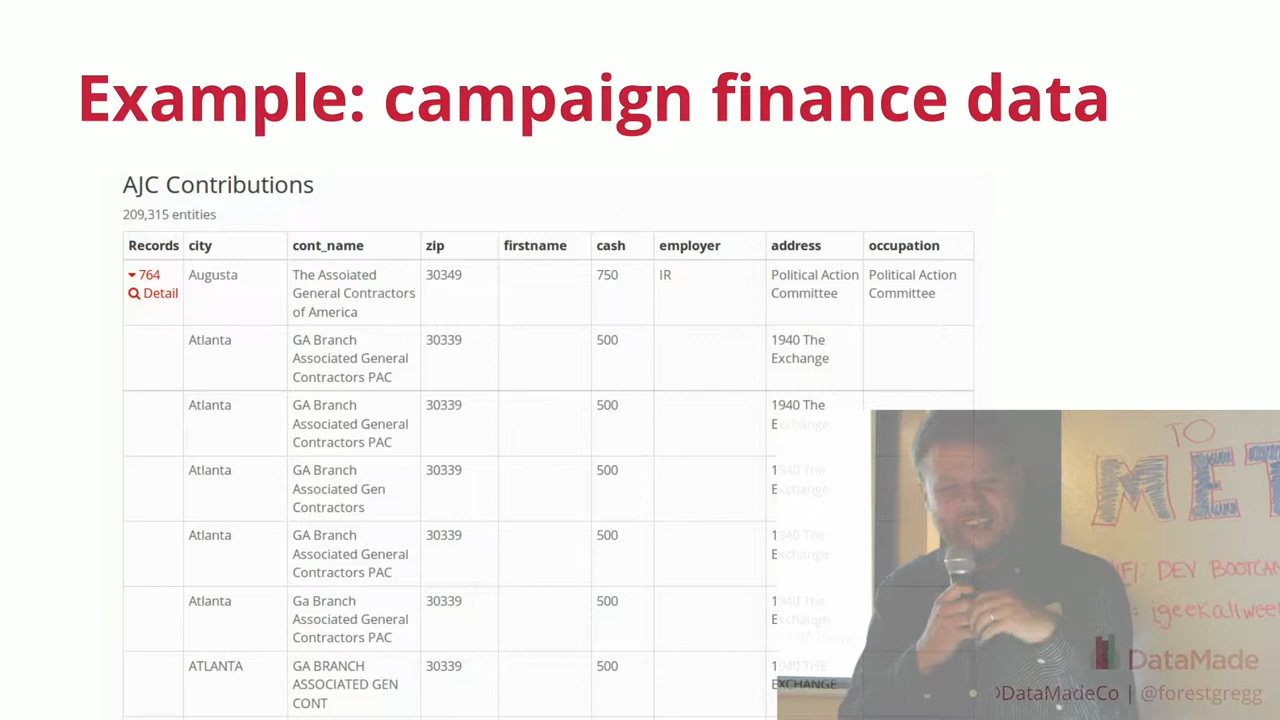 Example: campaign finance data
AJC Contributions
209,315 entities
Records city cont_name zip firstname cash employer address occupation
764 Augusta The Assoiated 30349 750 IR Political Action Political Action
Detail General Contractors Committee Committee
of America
Atlanta GA Branch 30339 500 1940 The
Associated General Exchange
Contractors PAC
Atlanta GA Branch 30339 500 1940 The
Associated General Exchange
Contractors PAC
Atlanta GA Branch 30339 500 1940 The
Associated Gen Exchange
Contractors
Atlanta GA Branch 30339 500 1940 The
Associated General Exchange
Contractors PAC
Atlanta Ga Branch 30339 500 1940 The
Associated General Exchange
Contractors PAC
ATLANTA GA BRANCH 30339 500 1940 THE
ASSOCIATED GEN EXCHANGE
CONT
TO
MET
DEV BOOTCAM
igeekallwee
DataMade
DataMadeCo | @forestgregg